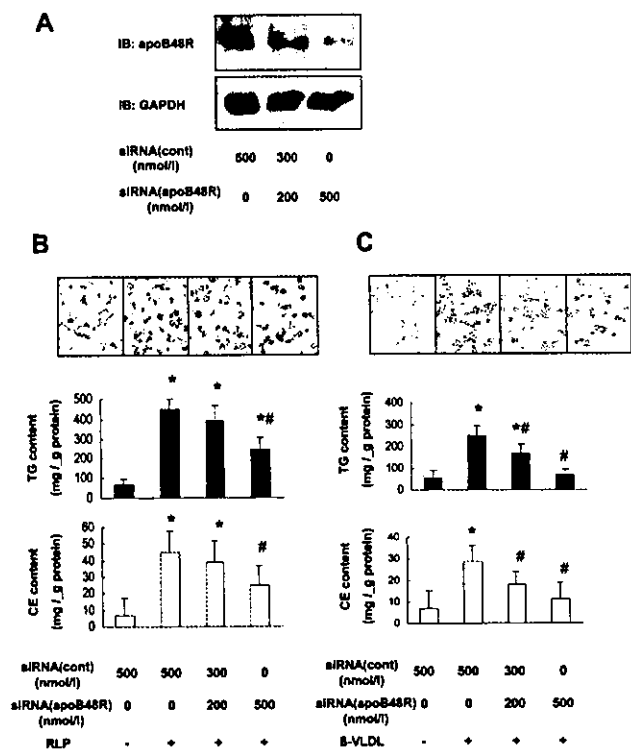 A
IB: apoB48R
IB: GAPDH
siRNA(cont) 500 300 0
(nmol/l)
siRNA(apoB48R) 0 200 500
(nmol/l)
B
TG content
(mg /_g protein)
500
400
300
200
100
0
* * *#
CE content
(mg /_g protein)
60
50
40
30
20
10
0
* * #
siRNA(cont) 500 500 300 0
(nmol/l)
siRNA(apoB48R) 0 0 200 500
(nmol/l)
RLP - + + +
C
TG content
(mg /_g protein)
400
300
200
100
0
* *# #
CE content
(mg /_g protein)
40
30
20
10
0
* # #
siRNA(cont) 500 500 300 0
(nmol/l)
siRNA(apoB48R) 0 0 200 500
(nmol/l)
ß-VLDL - + + +